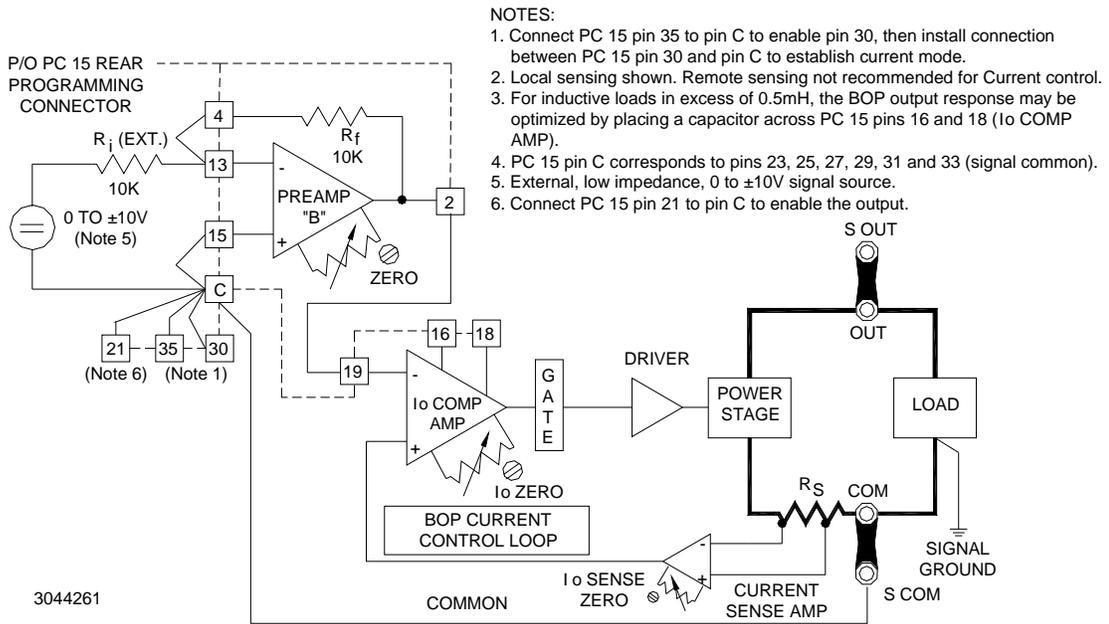 NOTES:
1. Connect PC 15 pin 35 to pin C to enable pin 30, then install connection
between PC 15 pin 30 and pin C to establish current mode.
2. Local sensing shown. Remote sensing not recommended for Current control.
3. For inductive loads in excess of 0.5mH, the BOP output response may be
optimized by placing a capacitor across PC 15 pins 16 and 18 (Io COMP
AMP).
4. PC 15 pin C corresponds to pins 23, 25, 27, 29, 31 and 33 (signal common).
5. External, low impedance, 0 to ±10V signal source.
6. Connect PC 15 pin 21 to pin C to enable the output.
P/O PC 15 REAR
PROGRAMMING
CONNECTOR
4
Rf
10K
Ri (EXT.)
10K
13
-
PREAMP
"B"
+
2
0 TO ±10V
(Note 5)
15
ZERO
C
21
35
30
(Note 6)
(Note 1)
16
18
19
-
Io COMP
AMP
+
Io ZERO
GATE
DRIVER
POWER
STAGE
S OUT
OUT
LOAD
RS
COM
BOP CURRENT
CONTROL LOOP
-
+
Io SENSE
ZERO
CURRENT
SENSE AMP
SIGNAL
GROUND
S COM
COMMON
3044261